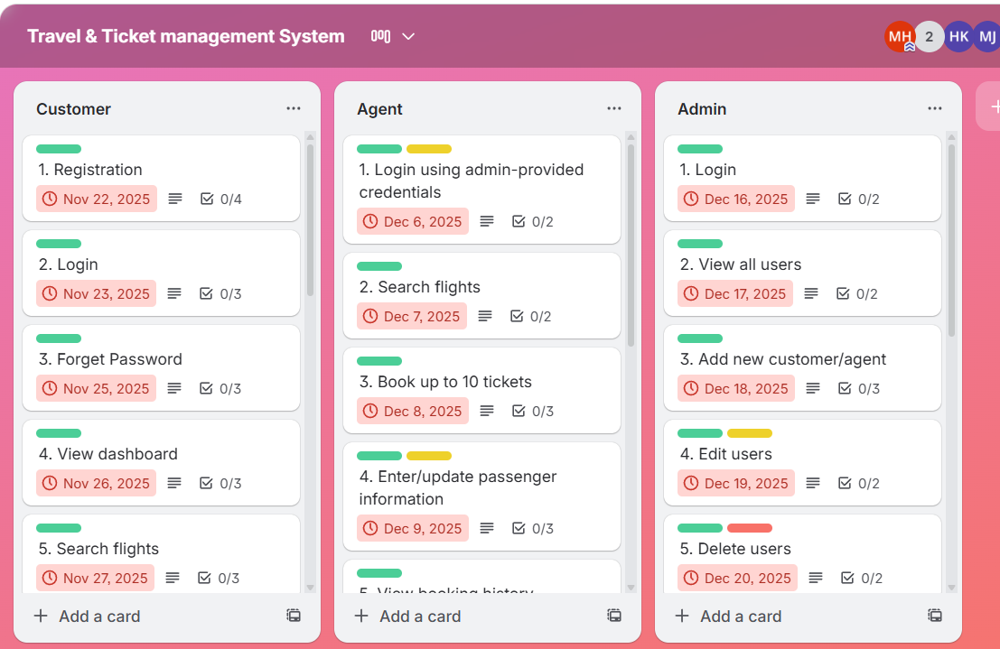 Travel & Ticket management System
MH
2
HK
MJ
Customer
1. Registration
Nov 22, 2025
0/4
2. Login
Nov 23, 2025
0/3
3. Forget Password
Nov 25, 2025
0/3
4. View dashboard
Nov 26, 2025
0/3
5. Search flights
Nov 27, 2025
0/3
Add a card
Agent
1. Login using admin-provided
credentials
Dec 6, 2025
0/2
2. Search flights
Dec 7, 2025
0/2
3. Book up to 10 tickets
Dec 8, 2025
0/3
4. Enter/update passenger
information
Dec 9, 2025
0/3
5. View booking history
Add a card
Admin
1. Login
Dec 16, 2025
0/2
2. View all users
Dec 17, 2025
0/2
3. Add new customer/agent
Dec 18, 2025
0/3
4. Edit users
Dec 19, 2025
0/2
5. Delete users
Dec 20, 2025
0/2
Add a card